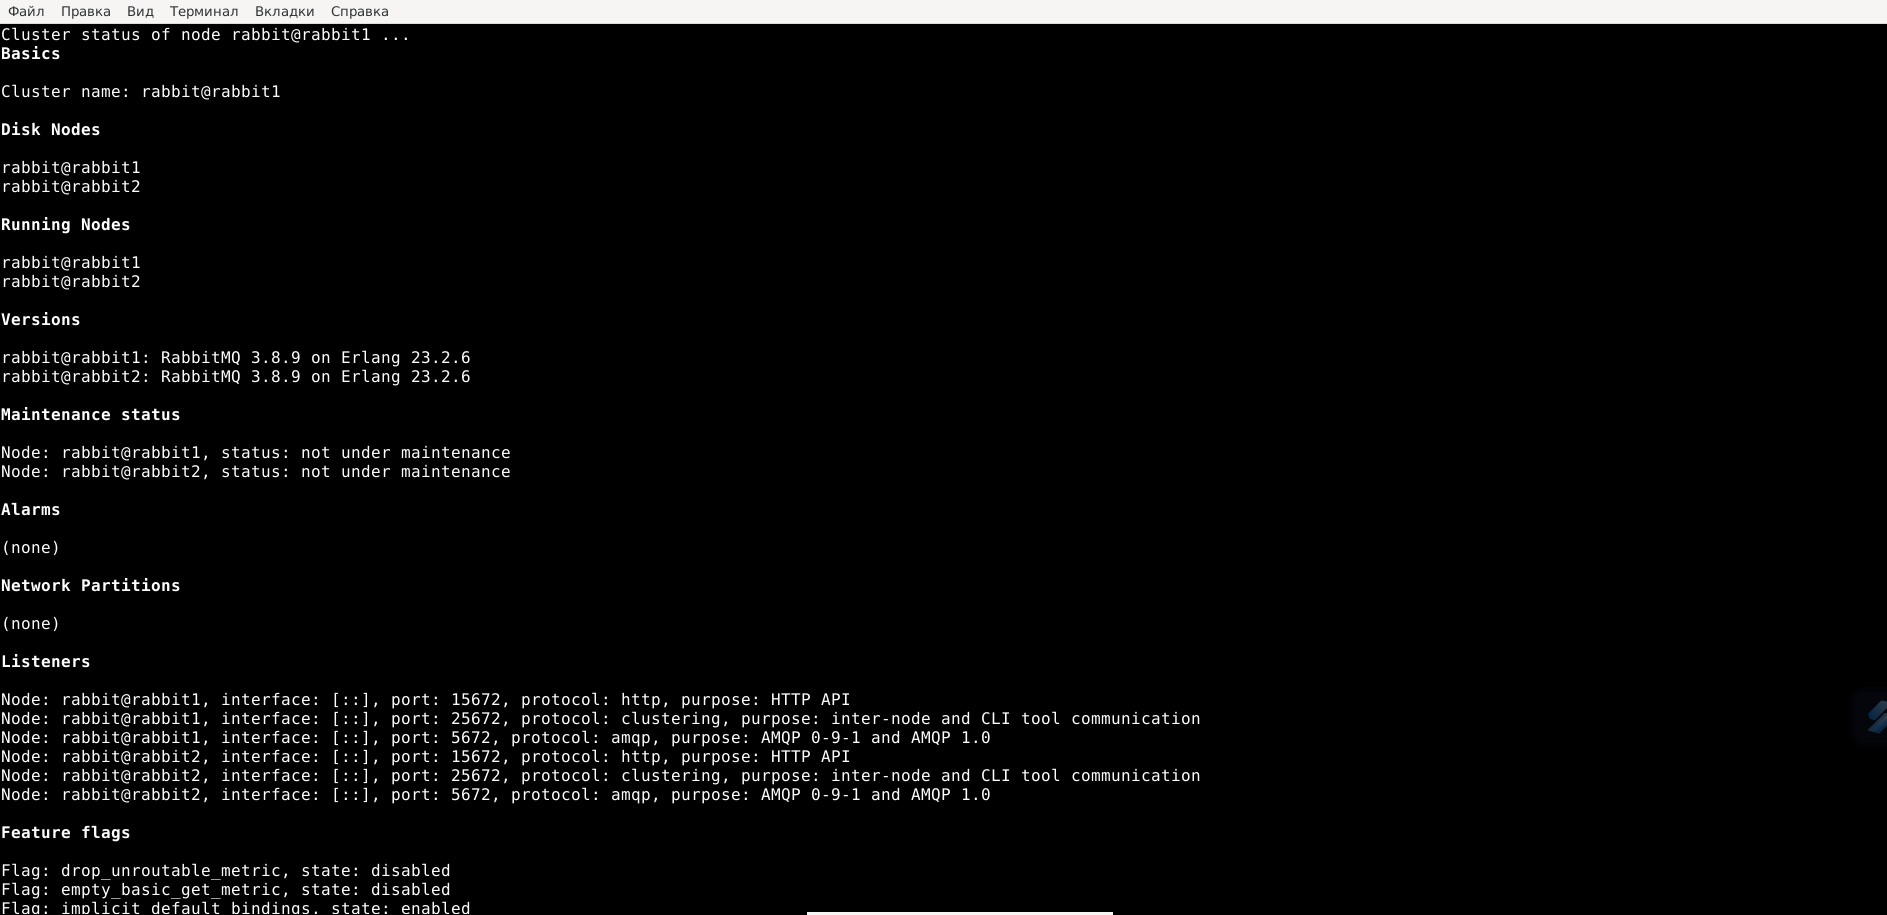 Файл Правка Вид Терминал Вкладки Справка
Cluster status of node rabbit@rabbit1 ...
Basics
Cluster name: rabbit@rabbit1
Disk Nodes
rabbit@rabbit1
rabbit@rabbit2
Running Nodes
rabbit@rabbit1
rabbit@rabbit2
Versions
rabbit@rabbit1: RabbitMQ 3.8.9 on Erlang 23.2.6
rabbit@rabbit2: RabbitMQ 3.8.9 on Erlang 23.2.6
Maintenance status
Node: rabbit@rabbit1, status: not under maintenance
Node: rabbit@rabbit2, status: not under maintenance
Alarms
(none)
Network Partitions
(none)
Listeners
Node: rabbit@rabbit1, interface: [::], port: 15672, protocol: http, purpose: HTTP API
Node: rabbit@rabbit1, interface: [::], port: 25672, protocol: clustering, purpose: inter-node and CLI tool communication
Node: rabbit@rabbit1, interface: [::], port: 5672, protocol: amqp, purpose: AMQP 0-9-1 and AMQP 1.0
Node: rabbit@rabbit2, interface: [::], port: 15672, protocol: http, purpose: HTTP API
Node: rabbit@rabbit2, interface: [::], port: 25672, protocol: clustering, purpose: inter-node and CLI tool communication
Node: rabbit@rabbit2, interface: [::], port: 5672, protocol: amqp, purpose: AMQP 0-9-1 and AMQP 1.0
Feature flags
Flag: drop_unroutable_metric, state: disabled
Flag: empty_basic_get_metric, state: disabled
Flag: implicit_default_bindings, state: enabled